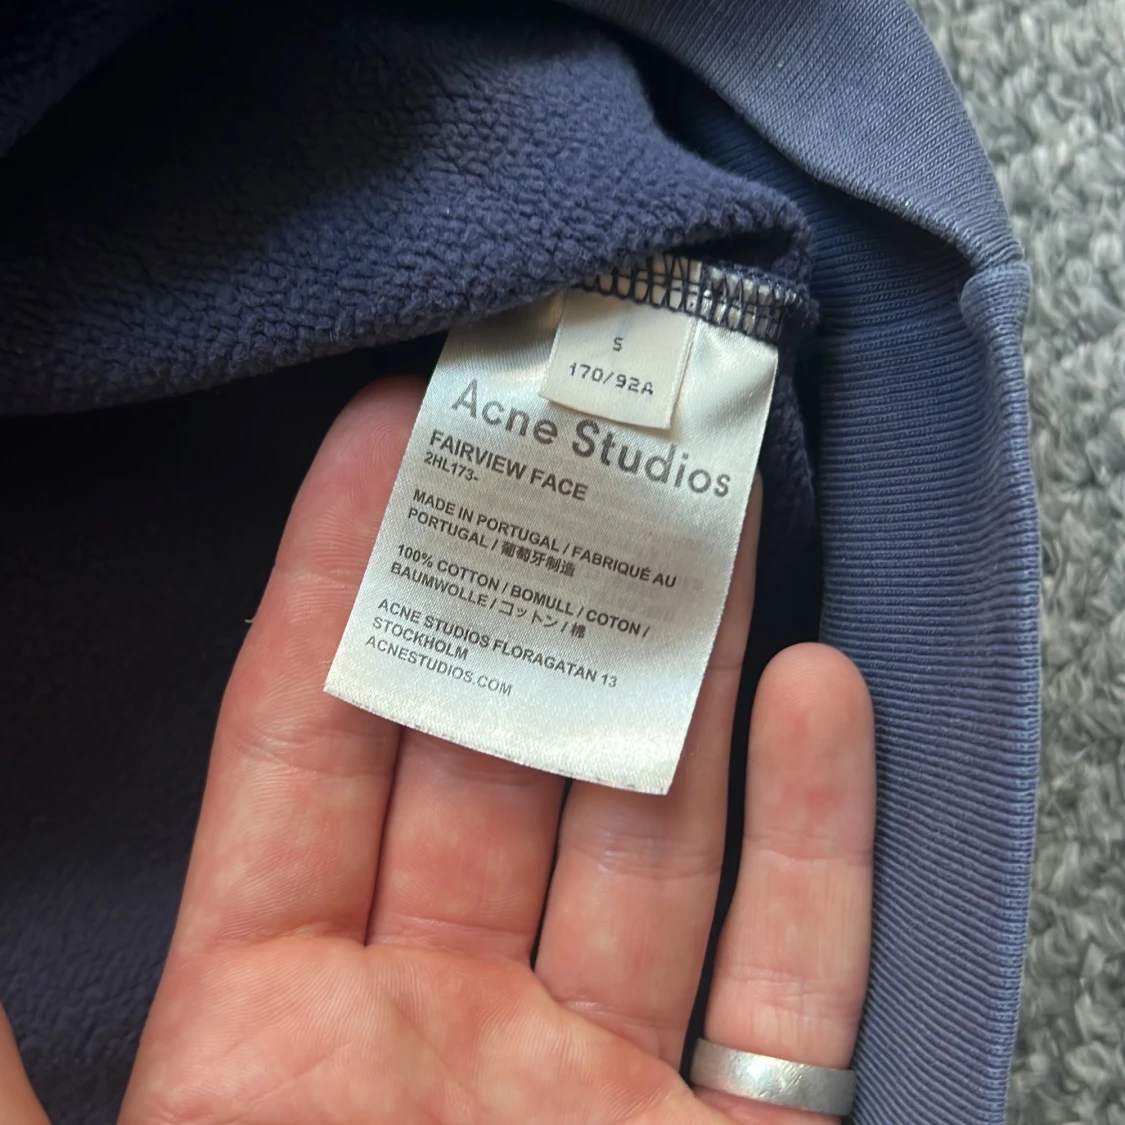 S
170/92A
Acne Studios
FAIRVIEW FACE
2HL173-
MADE IN PORTUGAL / FABRIQUÉ AU
PORTUGAL / 葡萄牙制造
100% COTTON / BOMULL / COTON /
BAUMWOLLE / コットン / 棉
ACNE STUDIOS FLORAGATAN 13
STOCKHOLM
ACNESTUDIOS.COM